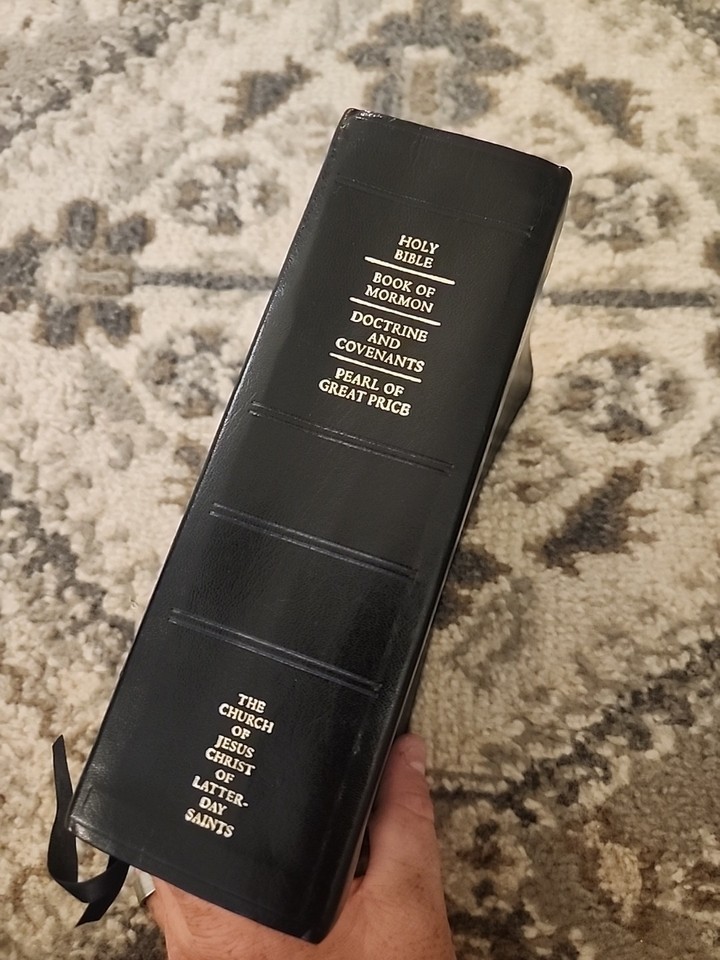 HOLY
BIBLE
BOOK OF
MORMON
DOCTRINE
AND
COVENANTS
PEARL OF
GREAT PRICE
THE
CHURCH
OF
JESUS
CHRIST
OF
LATTER-
DAY
SAINTS